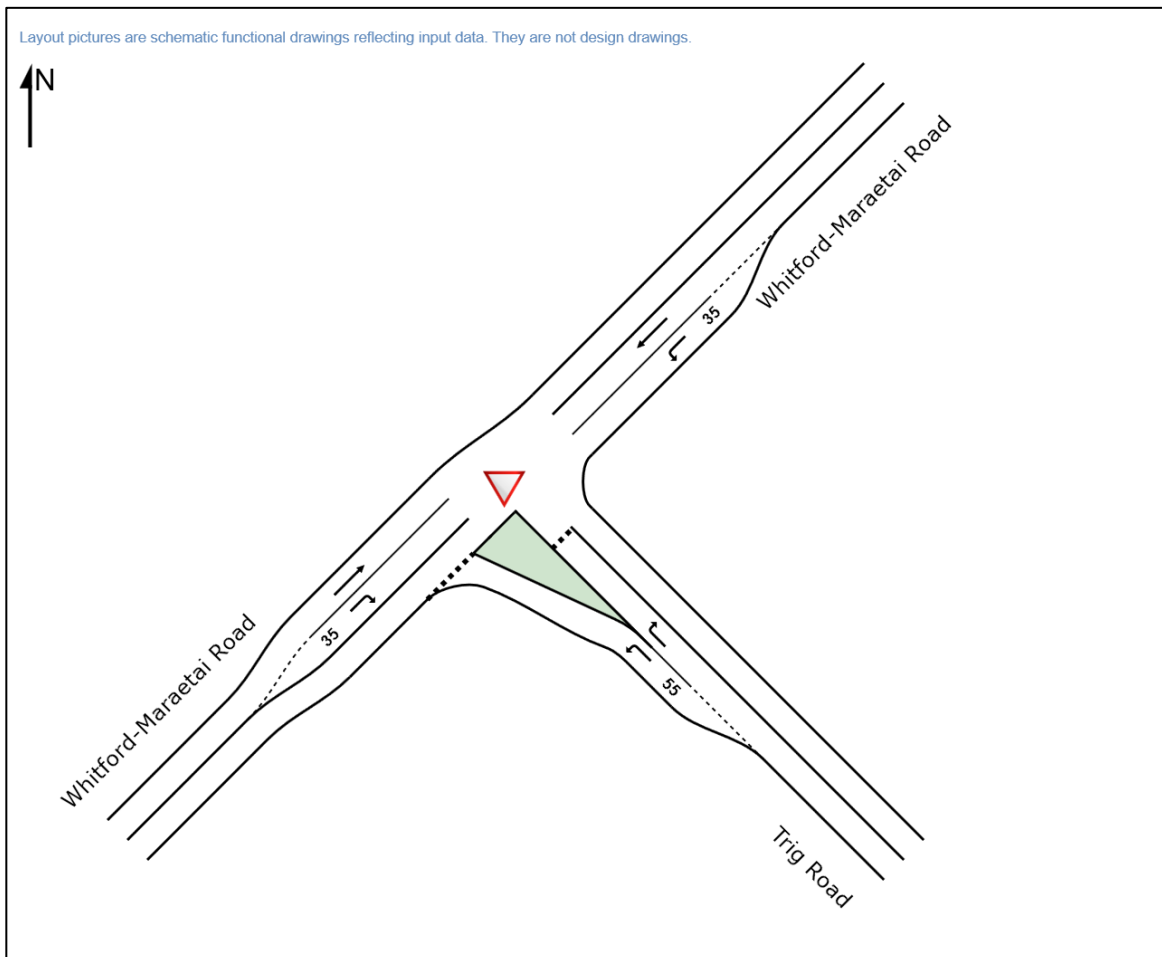 Layout pictures are schematic functional drawings reflecting input data. They are not design drawings.
N
Whitford-Maraetai Road
35
35
Whitford-Maraetai Road
55
Trig Road